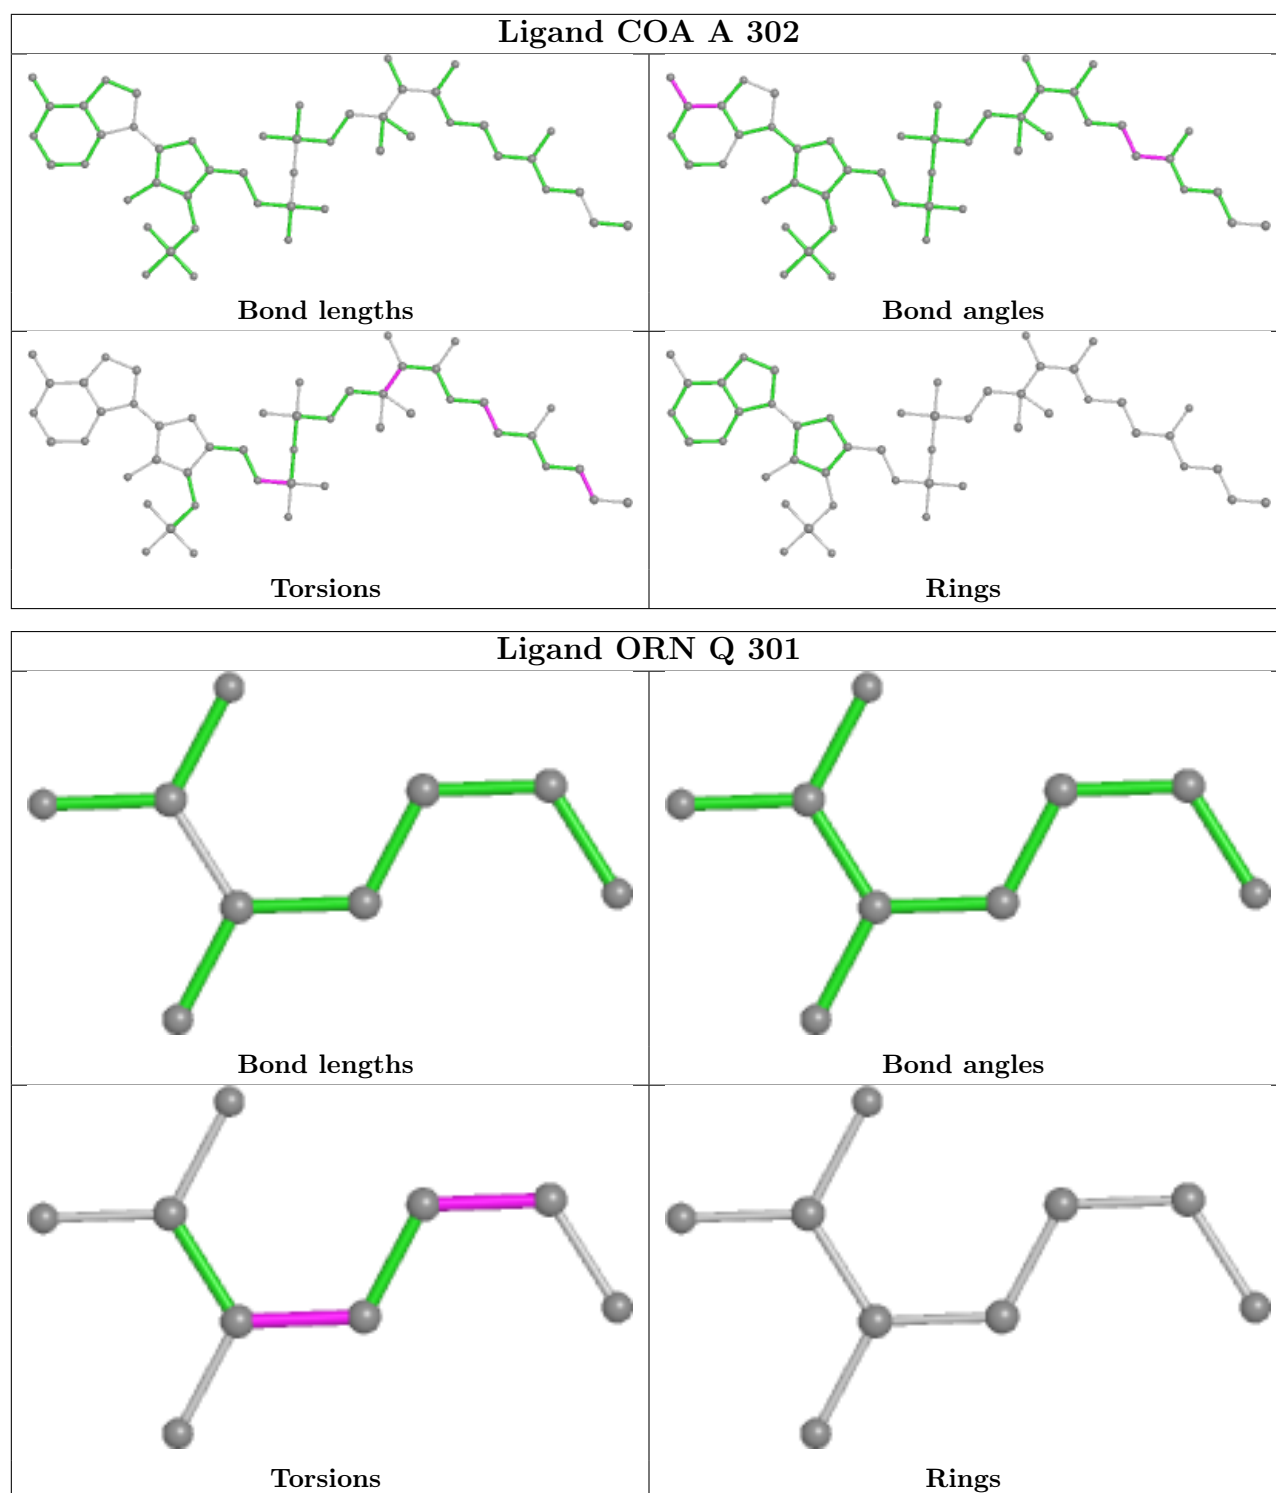 Ligand COA A 302
Bond lengths
Bond angles
Torsions
Rings
Ligand ORN Q 301
Bond lengths
Bond angles
Torsions
Rings